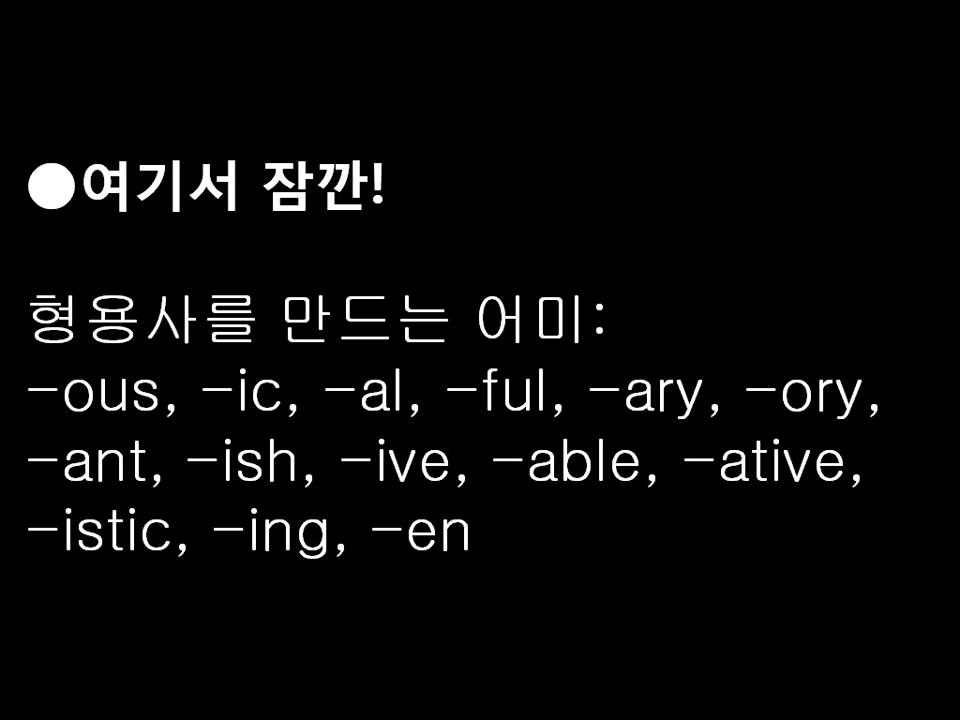 ●여기서 잠깐!
형용사를 만드는 어미:
-ous, -ic, -al, -ful, -ary, -ory,
-ant, -ish, -ive, -able, -ative,
-istic, -ing, -en